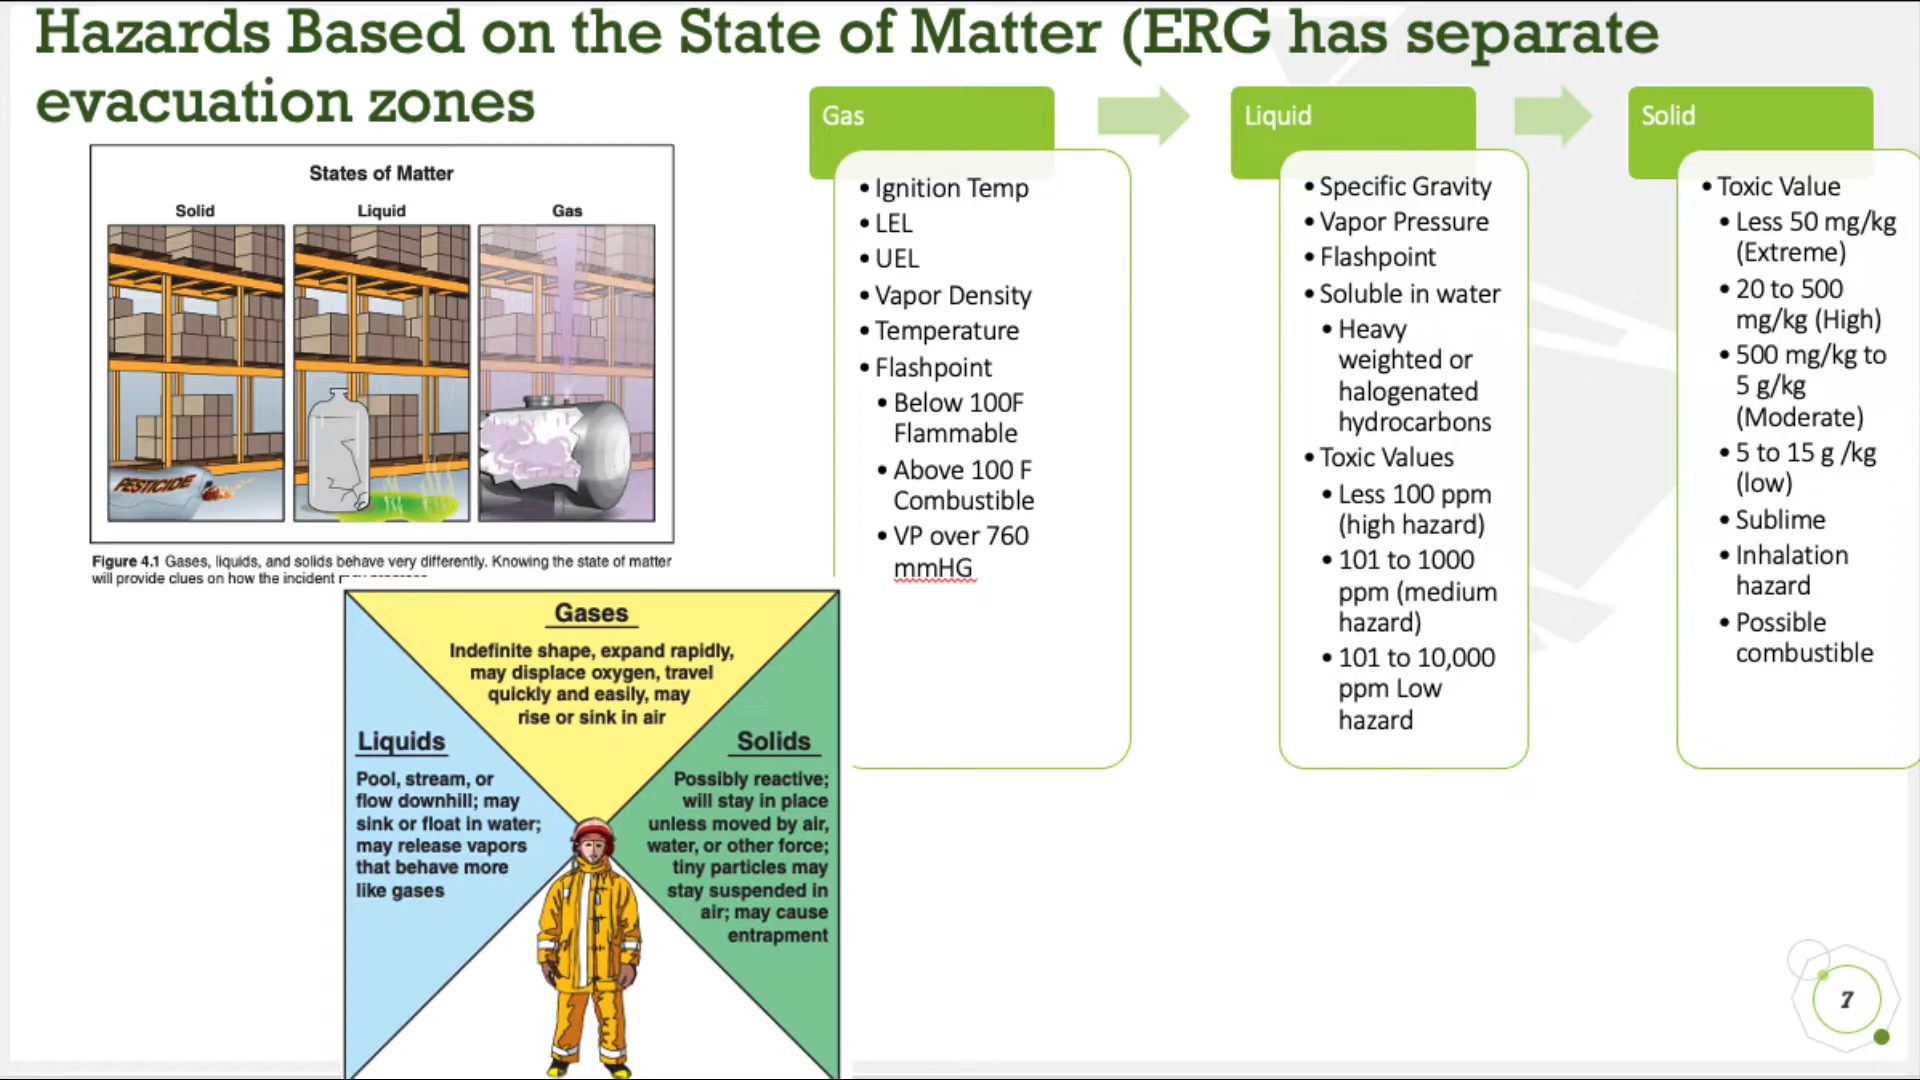 Hazards Based on the State of Matter (ERG has separate
evacuation zones
States of Matter
Solid
Liquid
Gas
PESTICIDE
Figure 4.1 Gases, liquids, and solids behave very differently. Knowing the state of matter
will provide clues on how the incident
Gases
Indefinite shape, expand rapidly,
may displace oxygen, travel
quickly and easily, may
rise or sink in air
Liquids
Pool, stream, or
flow downhill; may
sink or float in water;
may release vapors
that behave more
like gases
Solids
Possibly reactive;
will stay in place
unless moved by air,
water, or other force;
tiny particles may
stay suspended in
air; may cause
entrapment
Gas
• Ignition Temp
• LEL
• UEL
• Vapor Density
• Temperature
• Flashpoint
• Below 100F
Flammable
• Above 100 F
Combustible
• VP over 760
mmHG
Liquid
• Specific Gravity
• Vapor Pressure
• Flashpoint
• Soluble in water
• Heavy
weighted or
halogenated
hydrocarbons
• Toxic Values
• Less 100 ppm
(high hazard)
• 101 to 1000
ppm (medium
hazard)
• 101 to 10,000
ppm Low
hazard
Solid
• Toxic Value
• Less 50 mg/kg
(Extreme)
• 20 to 500
mg/kg (High)
• 500 mg/kg to
5 g/kg
(Moderate)
• 5 to 15 g /kg
(low)
• Sublime
• Inhalation
hazard
• Possible
combustible
7